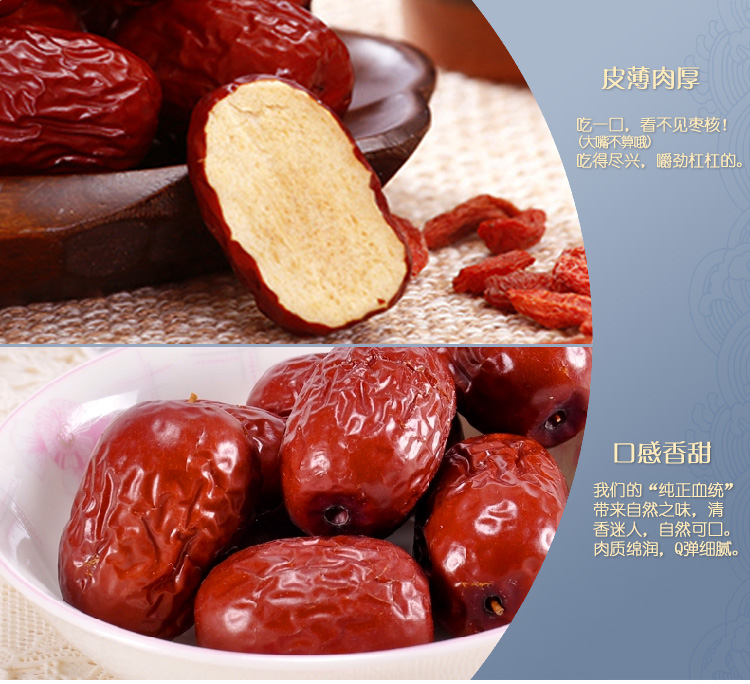 皮薄肉厚
吃一口，看不见枣核！
(大嘴不算哦)
吃得尽兴，嚼劲杠杠的。
口感香甜
我们的“纯正血统”
带来自然之味，清
香迷人，自然可口。
肉质绵润，Q弹细腻。